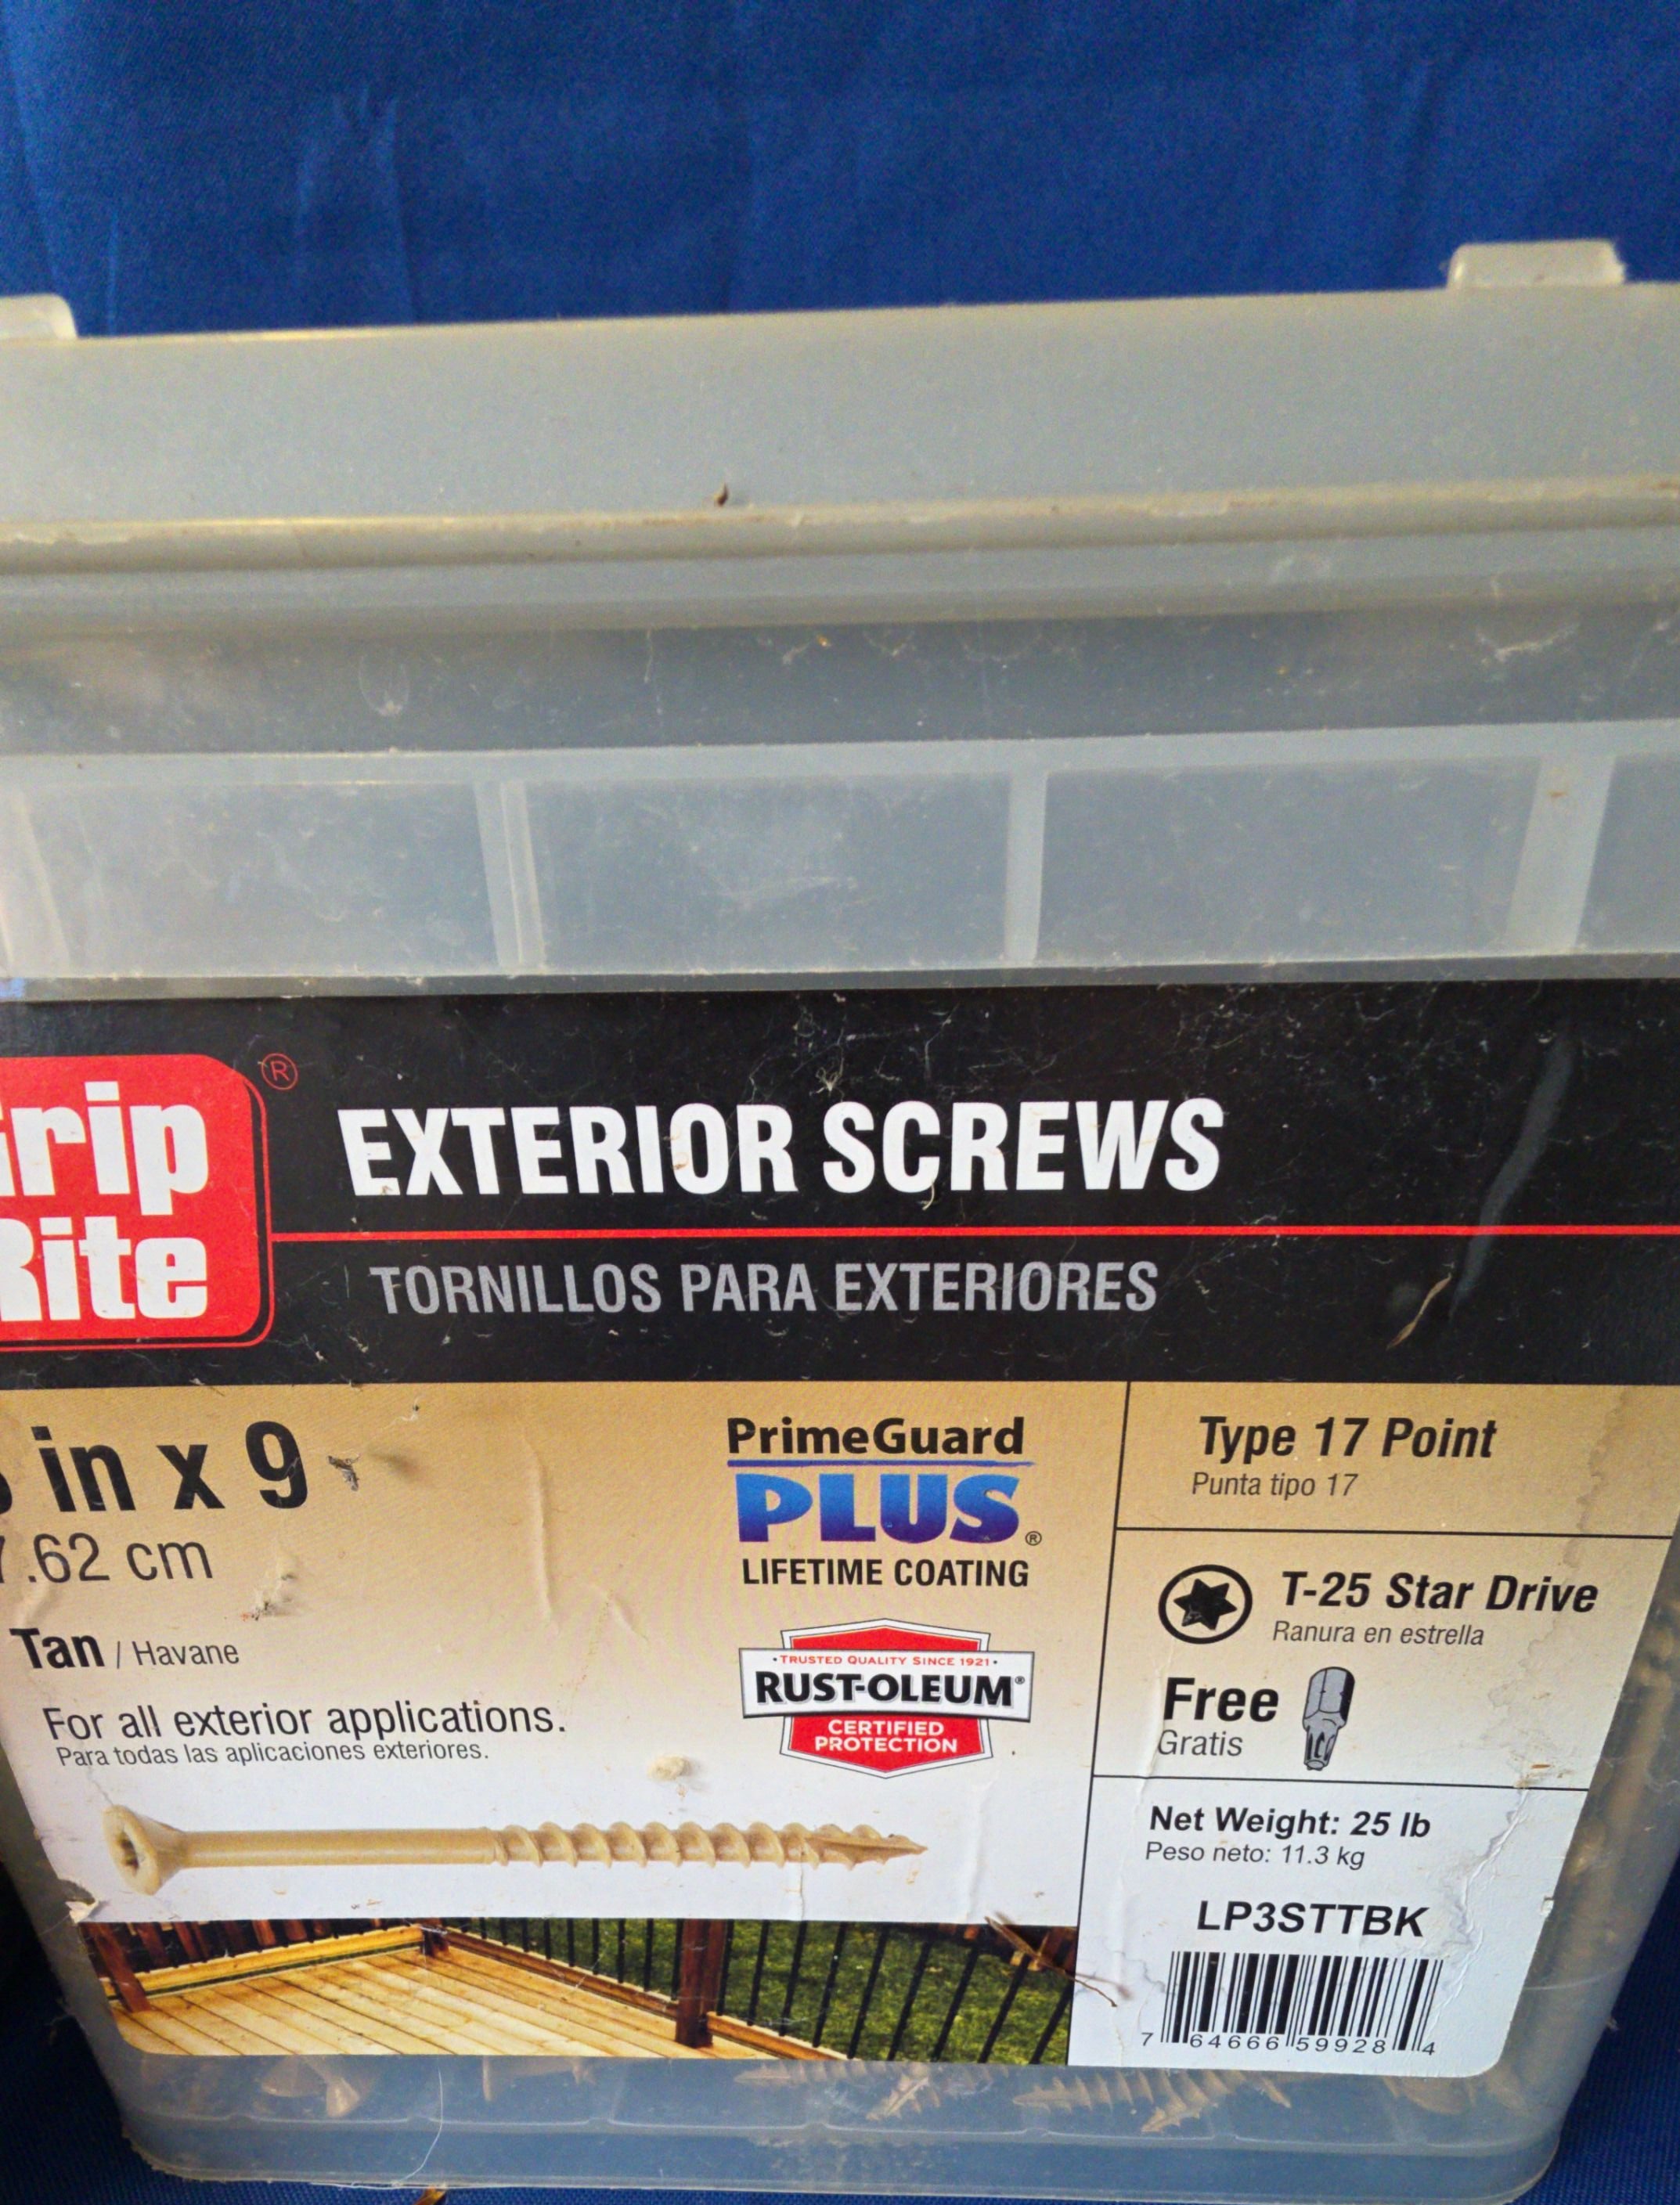 Grip
Rite
®
EXTERIOR SCREWS
TORNILLOS PARA EXTERIORES
in x 9
.62 cm
Tan / Havane
For all exterior applications.
Para todas las aplicaciones exteriores.
PrimeGuard
PLUS®
LIFETIME COATING
• TRUSTED QUALITY SINCE 1921 •
RUST-OLEUM®
CERTIFIED
PROTECTION
Type 17 Point
Punta tipo 17
T-25 Star Drive
Ranura en estrella
Free
Gratis
Net Weight: 25 lb
Peso neto: 11.3 kg
LP3STTBK
7 64666 59928 4